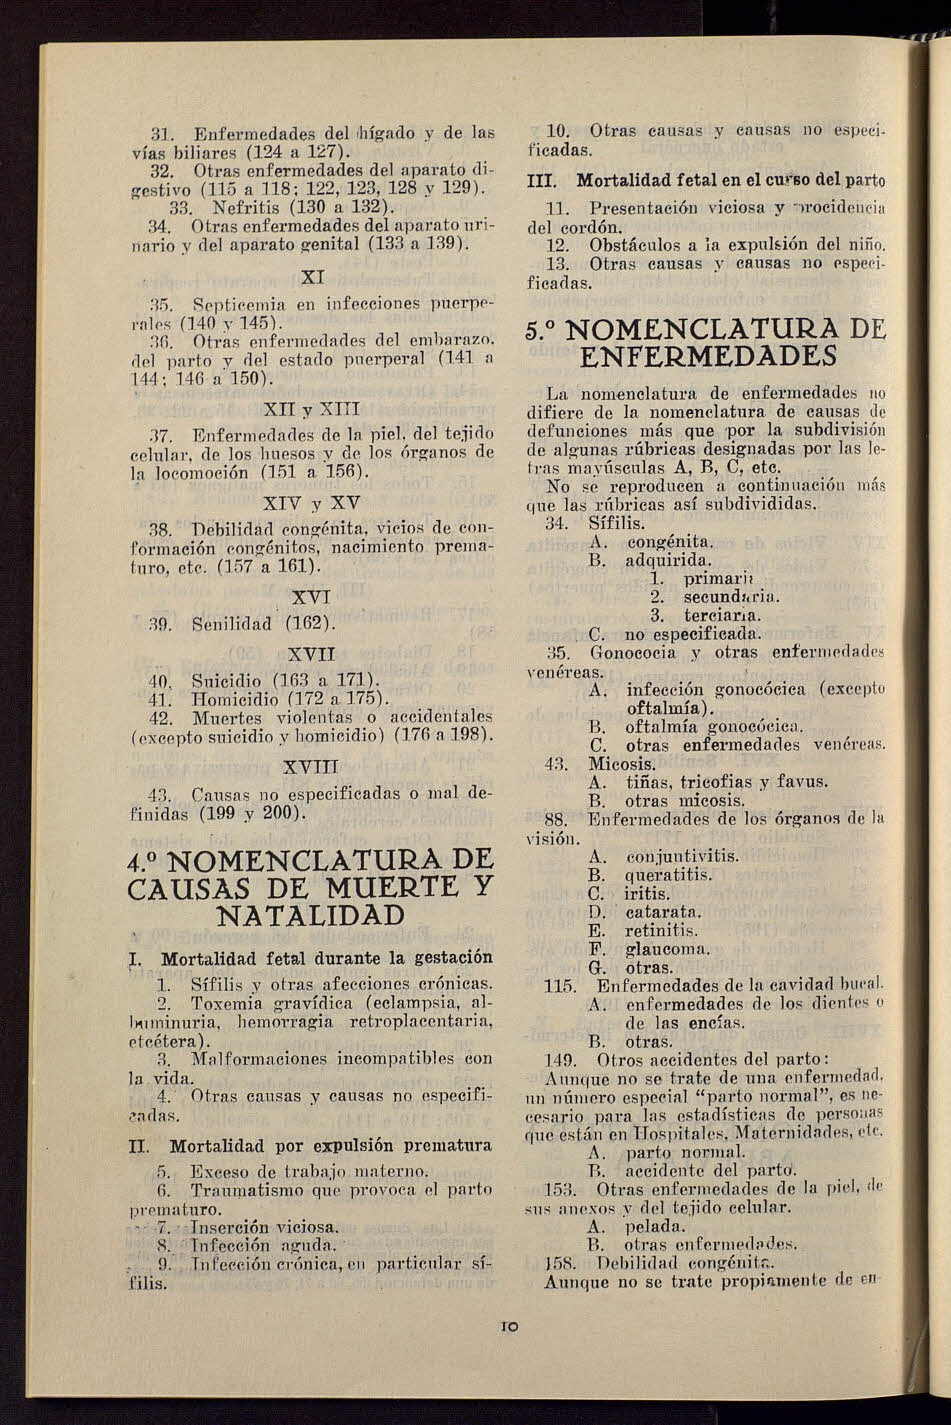 31. Enfermedades del hígado y de las
vías biliares (124 a 127).
32. Otras enfermedades del aparato di-
gestivo (115 a 118; 122, 123, 128 y 129).
33. Nefritis (130 a 132).
34. Otras enfermedades del aparato uri-
nario y del aparato genital (133 a 139).
XI
35. Septicemia en infecciones puerpe-
rales (140 y 145).
36. Otras enfermedades del embarazo,
del parto y del estado puerperal (141 a
144; 146 a 150).
XII y XIII
37. Enfermedades de la piel, del tejido
celular, de los huesos y de los órganos de
la locomoción (151 a 156).
XIV y XV
38. Debilidad congénita, vicios de con-
formación congénitos, nacimiento prema-
turo, etc. (157 a 161).
XVI
39. Senilidad (162).
XVII
40. Suicidio (163 a 171).
41. Homicidio (172 a 175).
42. Muertes violentas o accidentales
(excepto suicidio y homicidio) (176 a 198).
XVIII
43. Causas no especificadas o mal de-
finidas (199 y 200).
4.º NOMENCLATURA DE
CAUSAS DE MUERTE Y
NATALIDAD
I. Mortalidad fetal durante la gestación
1. Sífilis y otras afecciones crónicas.
2. Toxemia gravídica (eclampsia, al-
buminuria, hemorragia retroplacentaria,
etcétera).
3. Malformaciones incompatibles con
la vida.
4. Otras causas y causas no especifi-
cadas.
II. Mortalidad por expulsión prematura
5. Exceso de trabajo materno.
6. Traumatismo que provoca el parto
prematuro.
7. Inserción viciosa.
8. Infección aguda.
9. Infección crónica, en particular sí-
filis.
10. Otras causas y causas no especi-
ficadas.
III. Mortalidad fetal en el curso del parto
11. Presentación viciosa y procidencia
del cordón.
12. Obstáculos a la expulsión del niño.
13. Otras causas y causas no especi-
ficadas.
5.º NOMENCLATURA DE
ENFERMEDADES
La nomenclatura de enfermedades no
difiere de la nomenclatura de causas de
defunciones más que por la subdivisión
de algunas rúbricas designadas por las le-
tras mayúsculas A, B, C, etc.
No se reproducen a continuación más
que las rúbricas así subdivididas.
34. Sífilis.
A. congénita.
B. adquirida.
1. primaria
2. secundaria.
3. terciaria.
C. no especificada.
35. Gonococia y otras enfermedades
venéreas.
A. infección gonocócica (excepto
oftalmía).
B. oftalmía gonocócica.
C. otras enfermedades venéreas.
43. Micosis.
A. tiñas, tricofias y favus.
B. otras micosis.
88. Enfermedades de los órganos de la
visión.
A. conjuntivitis.
B. queratitis.
C. iritis.
D. catarata.
E. retinitis.
F. glaucoma.
G. otras.
115. Enfermedades de la cavidad bucal.
A. enfermedades de los dientes o
de las encías.
B. otras.
149. Otros accidentes del parto:
Aunque no se trate de una enfermedad,
un número especial "parto normal", es ne-
cesario para las estadísticas de personas
que están en Hospitales, Maternidades, etc.
A. parto normal.
B. accidente del parto.
153. Otras enfermedades de la piel, de
sus anexos y del tejido celular.
A. pelada.
B. otras enfermedades.
158. Debilidad congénita.
Aunque no se trate propiamente de en-
10